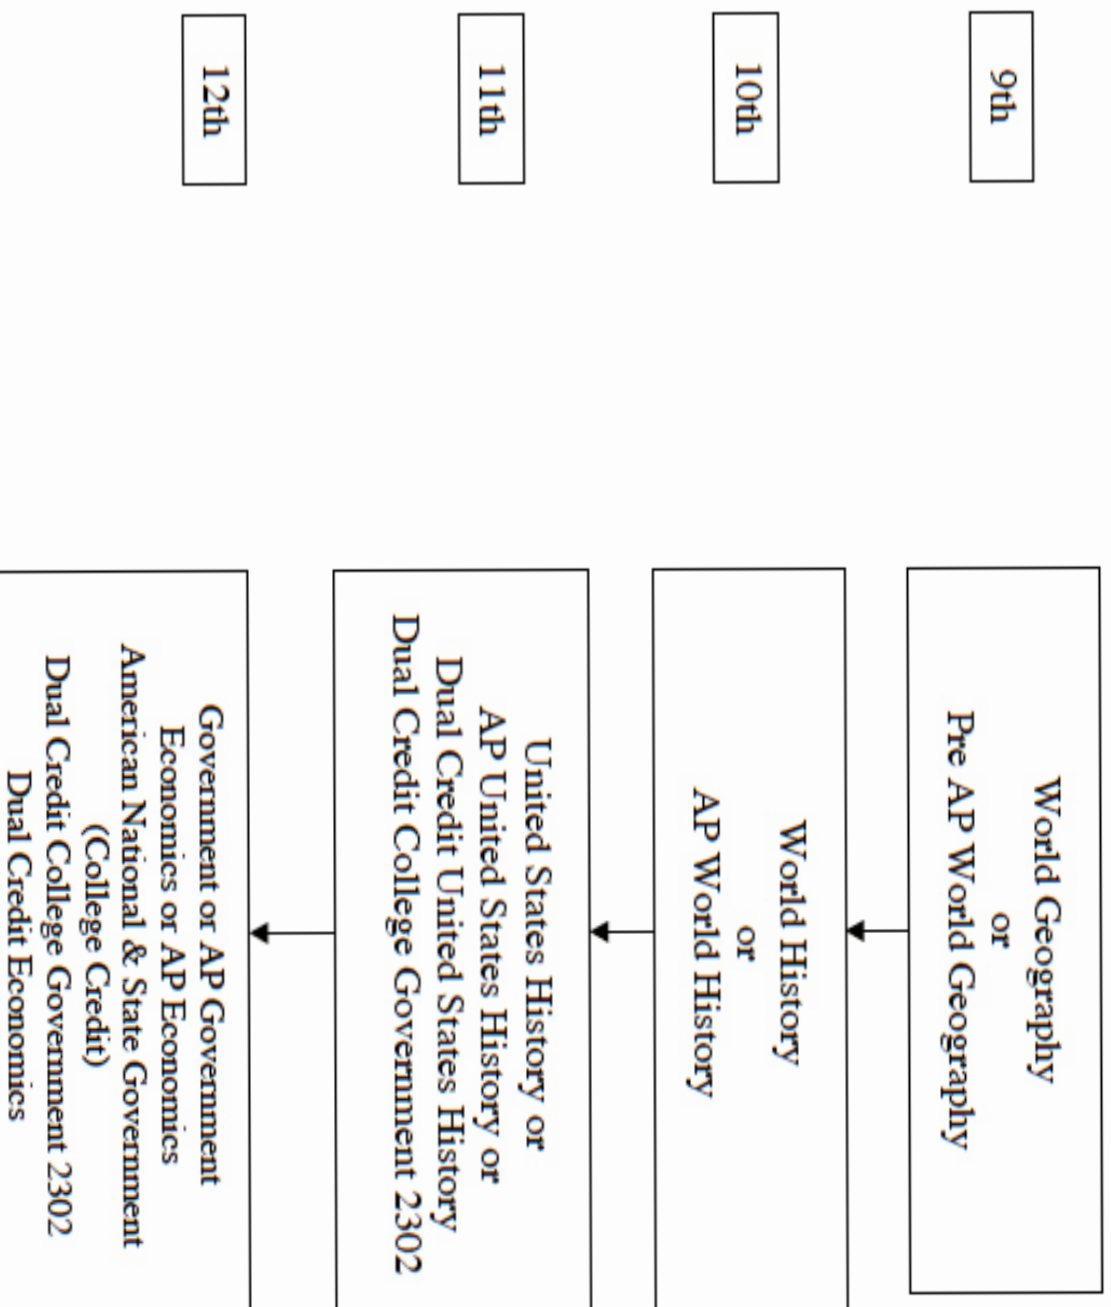 9th
World Geography
or
Pre AP World Geography
10th
World History
or
AP World History
11th
United States History or
AP United States History or
Dual Credit United States History
Dual Credit College Government 2302
12th
Government or AP Government
Economics or AP Economics
American National & State Government
(College Credit)
Dual Credit College Government 2302
Dual Credit Economics